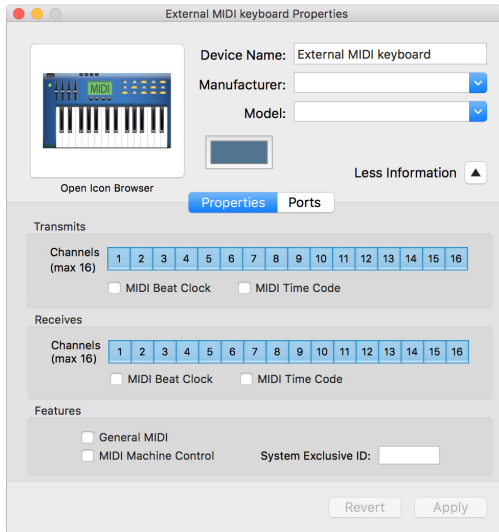 External MIDI keyboard Properties
Device Name: External MIDI keyboard
Manufacturer:
MIDI
Model:
Less Information
Open Icon Browser
Properties Ports
Transmits
Channels (max 16) 1 2 3 4 5 6 7 8 9 10 11 12 13 14 15 16
MIDI Beat Clock MIDI Time Code
Receives
Channels (max 16) 1 2 3 4 5 6 7 8 9 10 11 12 13 14 15 16
MIDI Beat Clock MIDI Time Code
Features
General MIDI
MIDI Machine Control System Exclusive ID:
Revert Apply